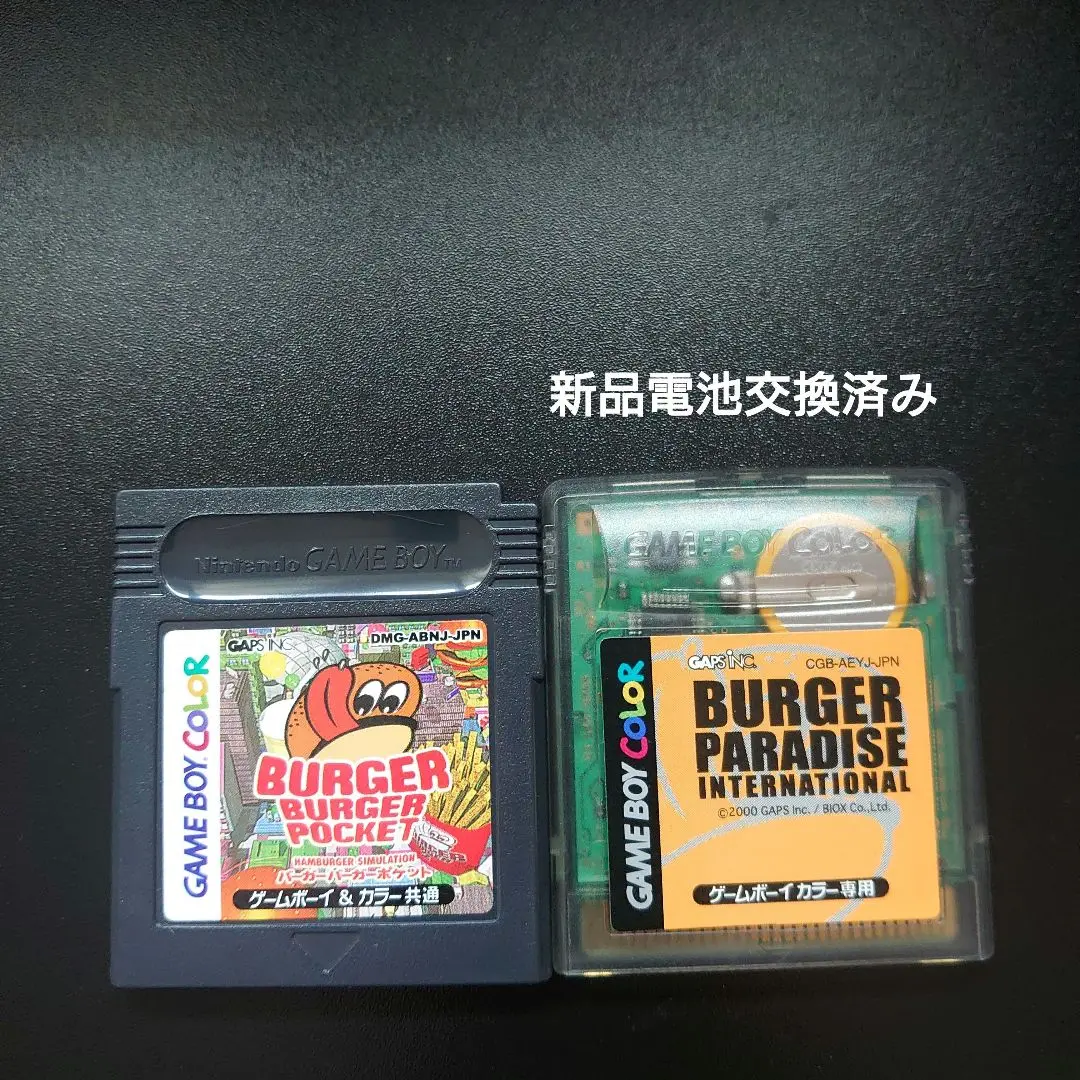 新品電池交換済み
Nintendo GAME BOY TM
GAME BOY COLOR
GAPS INC.
DMG-ABNJ-JPN
BURGER
BURGER
POCKET
HAMBURGER SIMULATION
バーガーバーガーポケット
ゲームボーイ & カラー共通
GAME BOY COLOR
GAME BOY COLOR
GAPS INC.
CGB-AEYJ-JPN
BURGER
PARADISE
INTERNATIONAL
©2000 GAPS Inc. / BIOX Co., Ltd.
ゲームボーイカラー専用